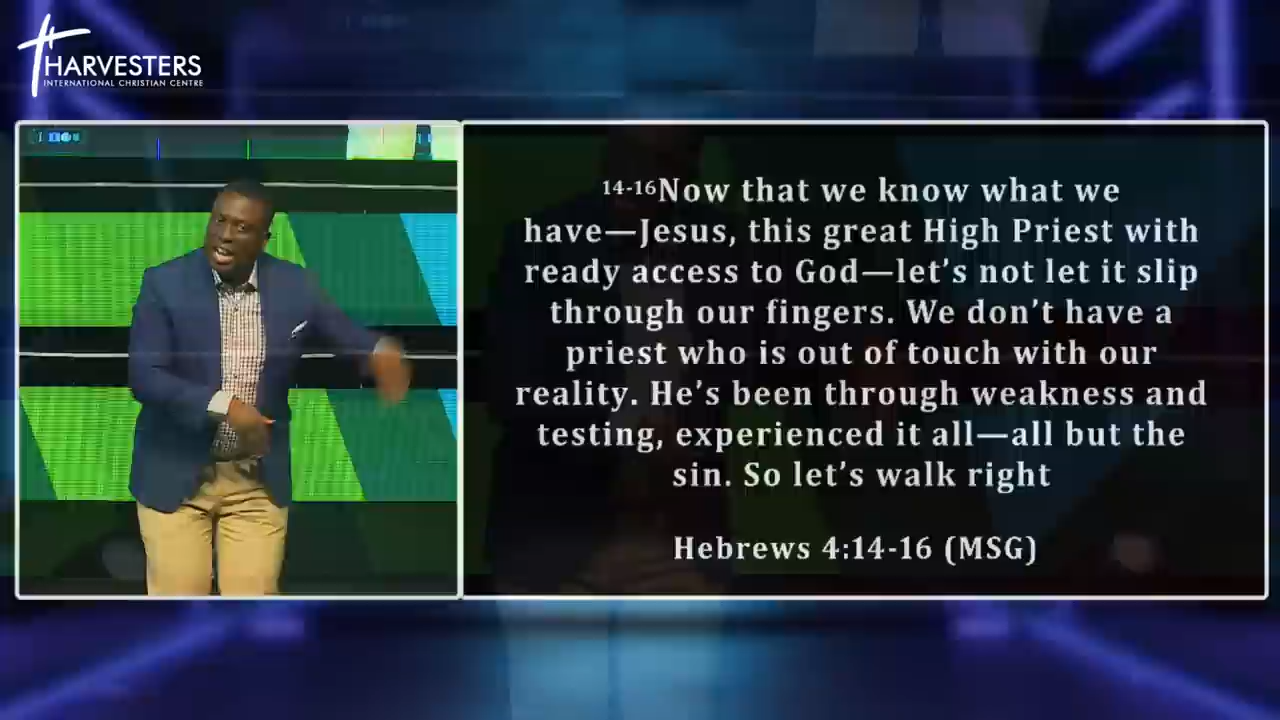 HARVESTERS
INTERNATIONAL CHRISTIAN CENTRE
14-16Now that we know what we
have—Jesus, this great High Priest with
ready access to God—let’s not let it slip
through our fingers. We don’t have a
priest who is out of touch with our
reality. He’s been through weakness and
testing, experienced it all—all but the
sin. So let’s walk right
Hebrews 4:14-16 (MSG)